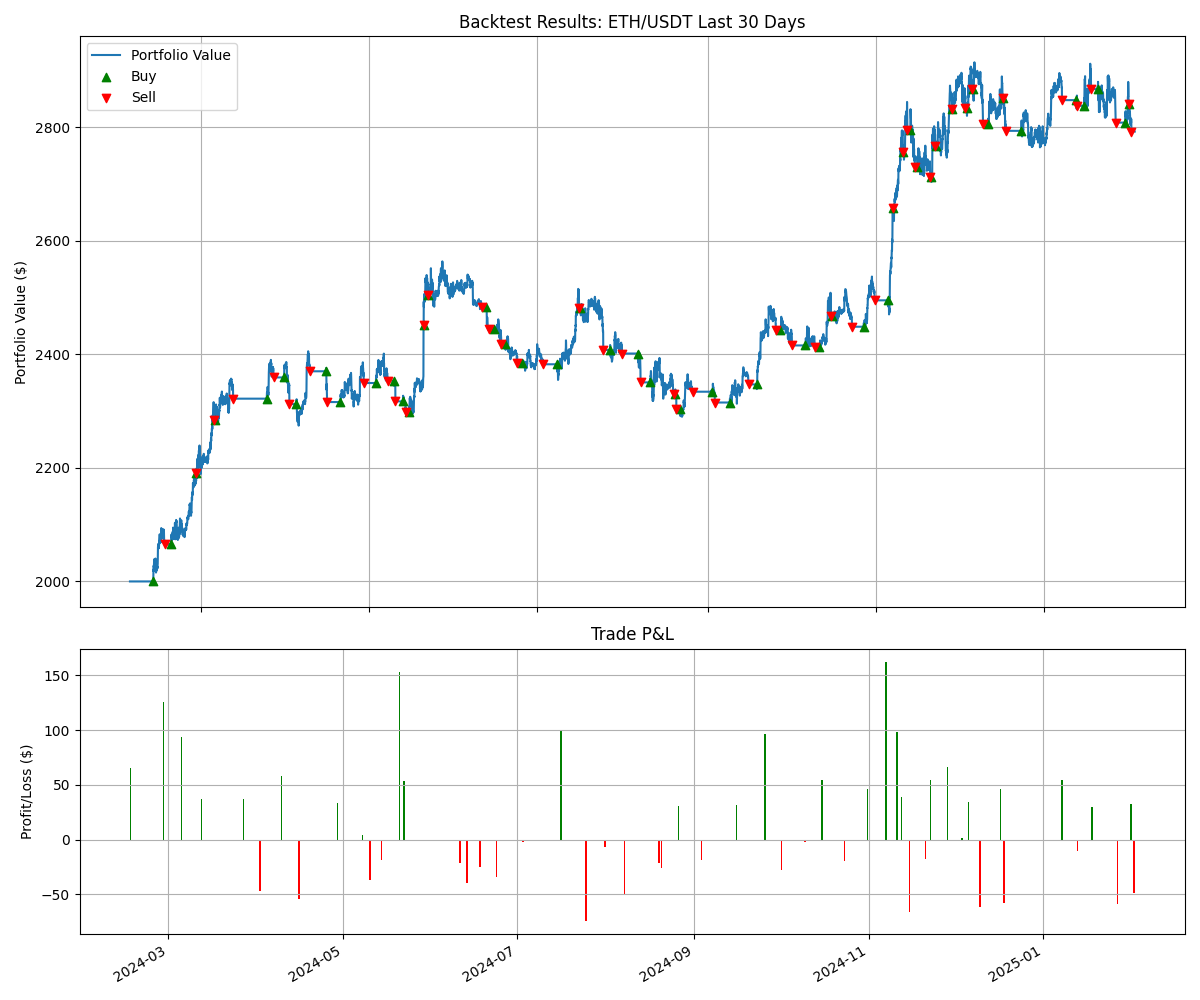 Backtest Results: ETH/USDT Last 30 Days
Portfolio Value
Buy
Sell
Portfolio Value ($)
2800
2600
2400
2200
2000
Trade P&L
Profit/Loss ($)
150
100
50
0
−50
2024-03
2024-05
2024-07
2024-09
2024-11
2025-01